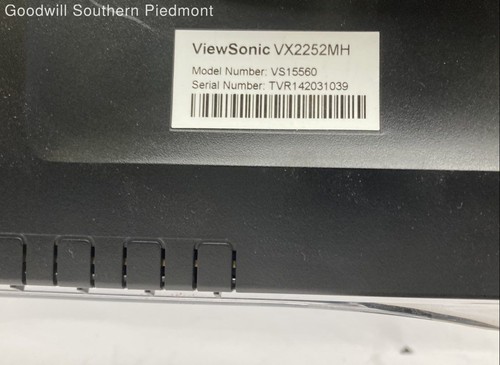 Goodwill Southern Piedmont
ViewSonic VX2252MH
Model Number: VS15560
Serial Number: TVR142031039